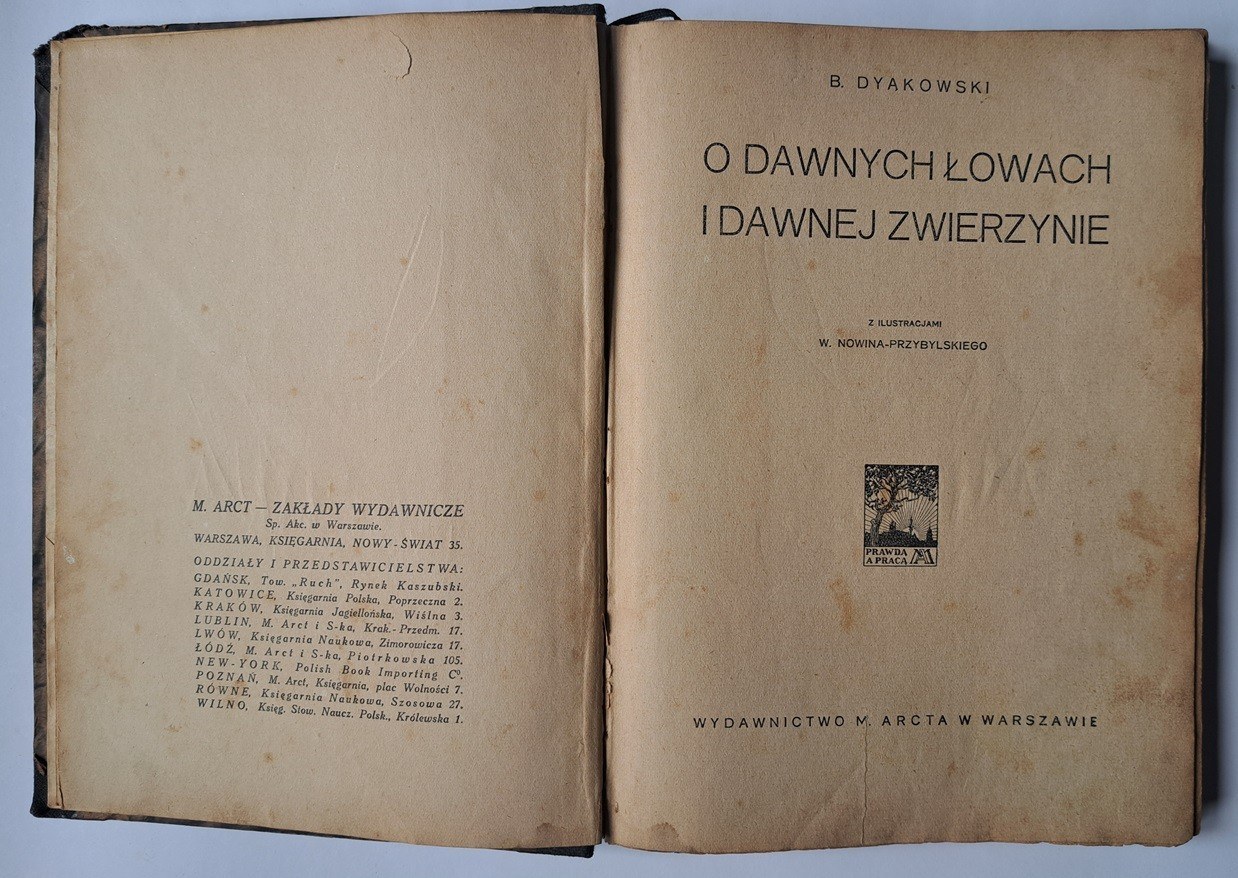 M. ARCT — ZAKŁADY WYDAWNICZE
Sp. Akc. w Warszawie.
WARSZAWA, KSIĘGARNIA, NOWY-ŚWIAT 35.
ODDZIAŁY I PRZEDSTAWICIELSTWA:
GDAŃSK, Tow. „Ruch", Rynek Kaszubski.
KATOWICE, Księgarnia Polska, Poprzeczna 2.
KRAKÓW, Księgarnia Jagiellońska, Wiślna 3.
LUBLIN, M. Arct i S-ka, Krak.-Przedm. 17.
LWÓW, Księgarnia Naukowa, Zimorowicza 17.
ŁÓDŹ, M. Arct i S-ka, Piotrkowska 105.
NEW-YORK, Polish Book Importing Cº.
POZNAŃ, M. Arct, Księgarnia, plac Wolności 7.
RÓWNE, Księgarnia Naukowa, Szosowa 27.
WILNO, Księg. Stow. Naucz. Polsk., Królewska 1.
B. DYAKOWSKI
O DAWNYCH ŁOWACH
I DAWNEJ ZWIERZYNIE
Z ILUSTRACJAMI
W. NOWINA-PRZYBYLSKIEGO
PRAWDA
A PRACA
WYDAWNICTWO M. ARCTA W WARSZAWIE